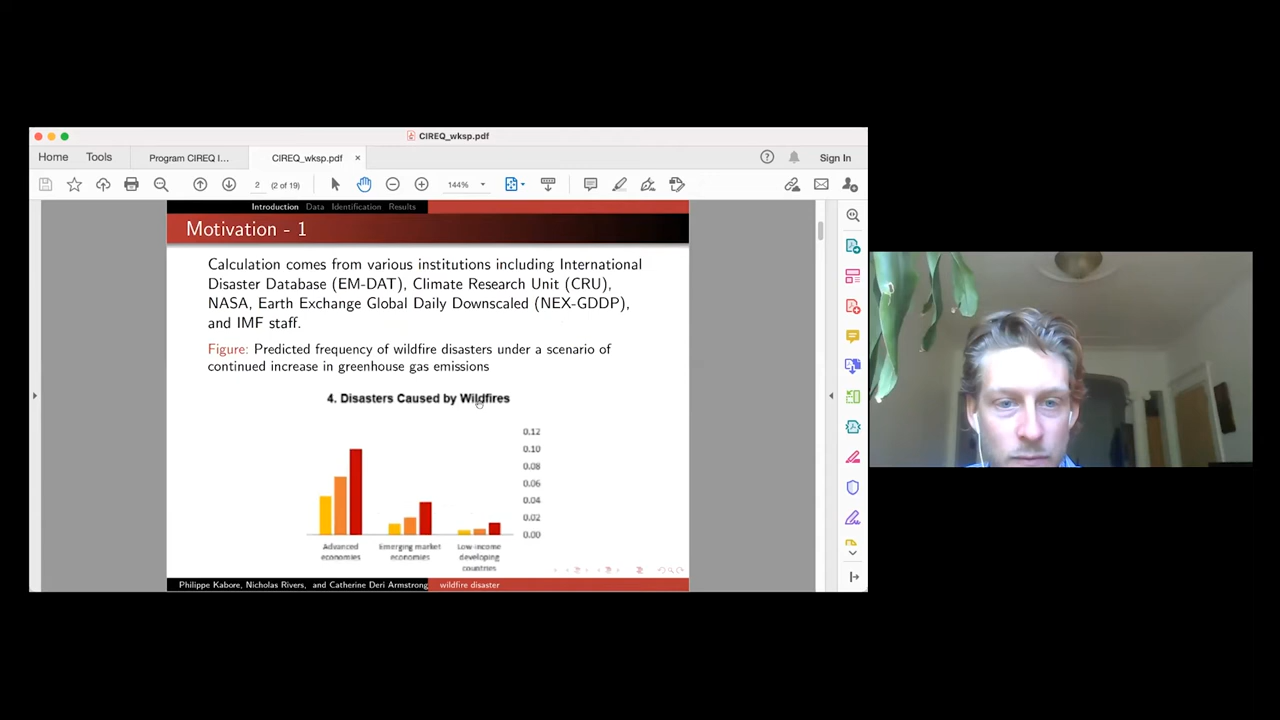 CIREQ_wksp.pdf
Home Tools Program CIREQ I... CIREQ_wksp.pdf × Sign In
2 (2 of 19) 144%
Introduction Data Identification Results
Motivation - 1
Calculation comes from various institutions including International
Disaster Database (EM-DAT), Climate Research Unit (CRU),
NASA, Earth Exchange Global Daily Downscaled (NEX-GDDP),
and IMF staff.
Figure: Predicted frequency of wildfire disasters under a scenario of
continued increase in greenhouse gas emissions
4. Disasters Caused by Wildfires
0.12
0.10
0.08
0.06
0.04
0.02
0.00
Advanced economies
Emerging market economies
Low-income developing countries
Philippe Kabore, Nicholas Rivers, and Catherine Deri Armstrong wildfire disaster